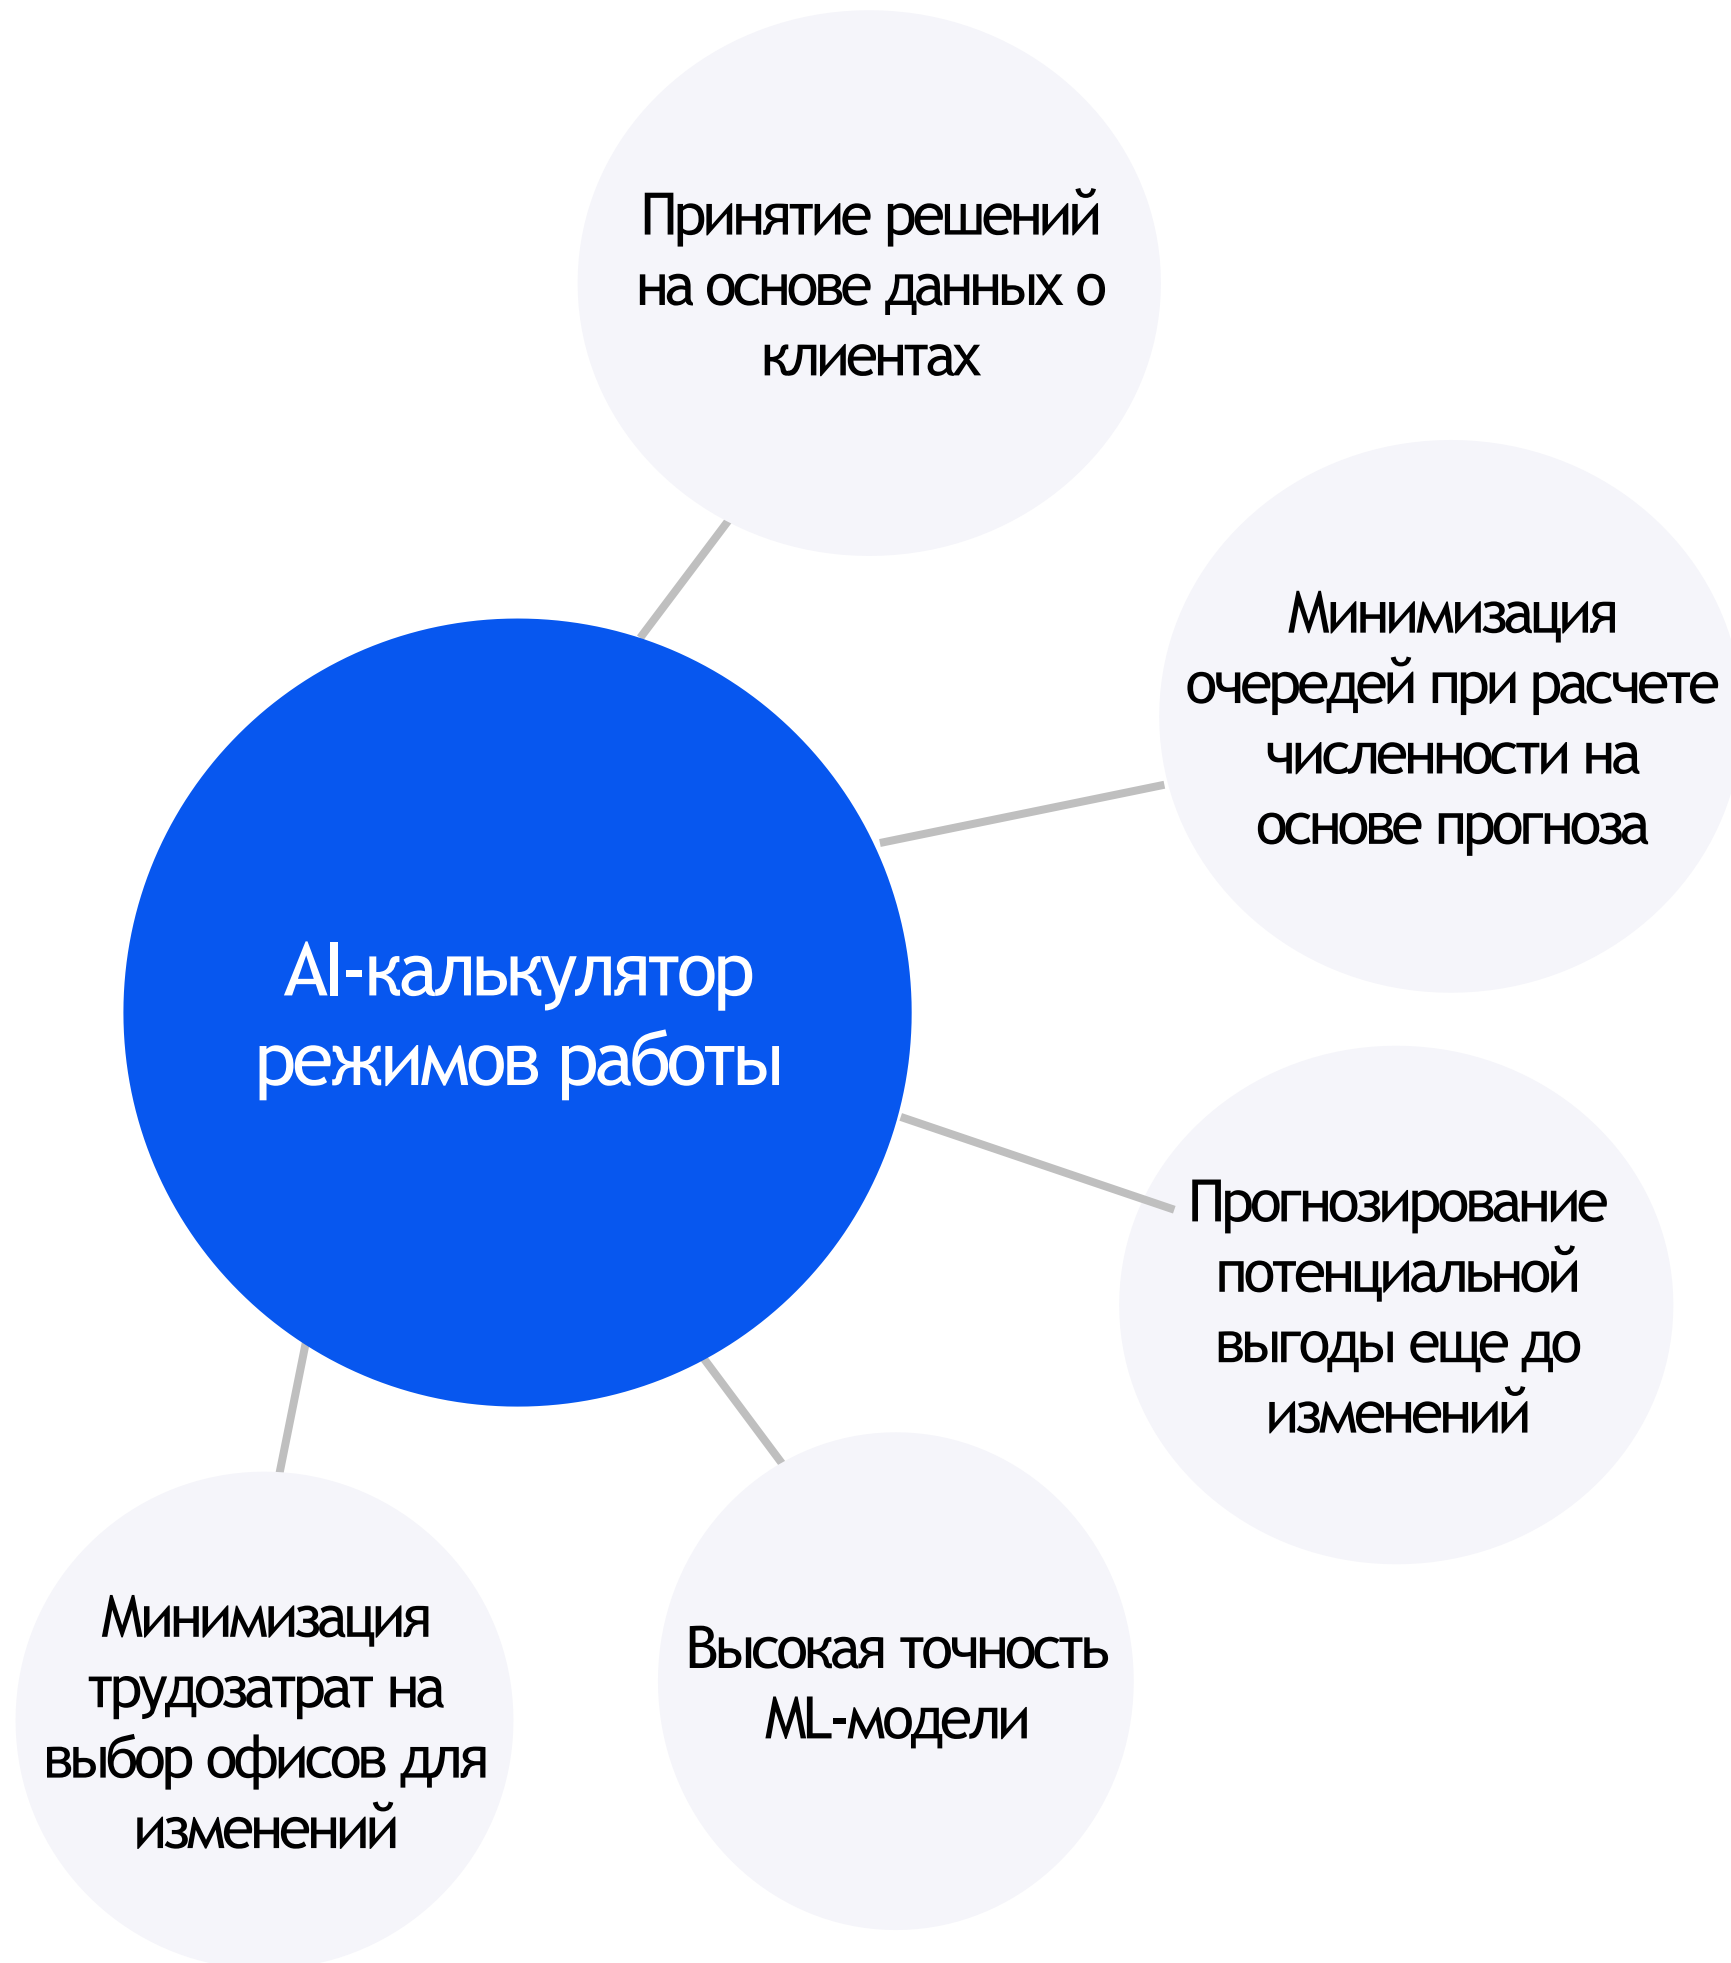 Принятие решений
на основе данных о
клиентах
Минимизация
очередей при расчете
численности на
основе прогноза
AI-калькулятор
режимов работы
Прогнозирование
потенциальной
выгоды еще до
изменений
Высокая точность
ML-модели
Минимизация
трудозатрат на
выбор офисов для
изменений